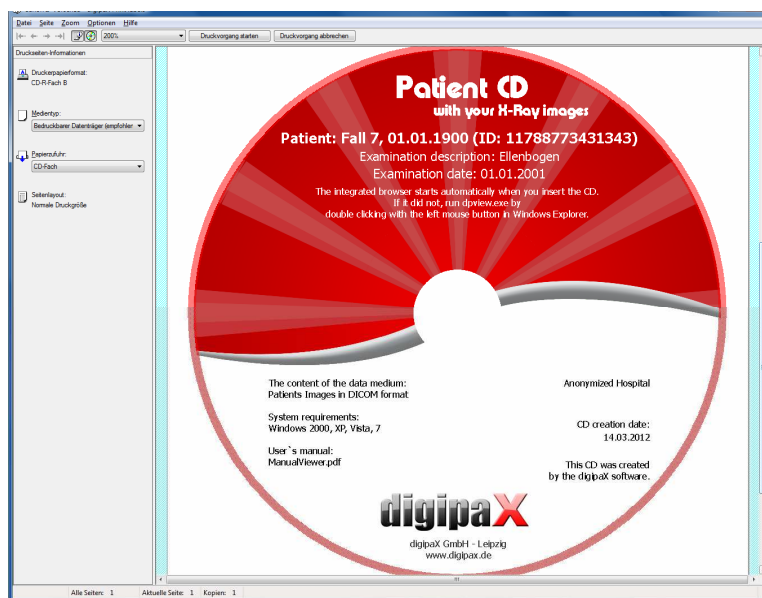 Datei Seite Zoom Optionen Hilfe
200% Druckvorgang starten Druckvorgang abbrechen
Druckseiten-Informationen
Druckerpapierformat:
CD-R-Fach B
Medientyp:
Bedruckbarer Datenträger (empfohler
Papierzufuhr:
CD-Fach
Seitenlayout:
Normale Druckgröße
Patient CD
with your X-Ray images
Patient: Fall 7, 01.01.1900 (ID: 11788773431343)
Examination description: Ellenbogen
Examination date: 01.01.2001
The integrated browser starts automatically when you insert the CD.
If it did not, run dpview.exe by
double clicking with the left mouse button in Windows Explorer.
The content of the data medium:
Patients Images in DICOM format
System requirements:
Windows 2000, XP, Vista, 7
User`s manual:
ManualViewer.pdf
Anonymized Hospital
CD creation date:
14.03.2012
This CD was created
by the digipaX software.
digipaX
digipaX GmbH - Leipzig
www.digipax.de
Alle Seiten: 1 Aktuelle Seite: 1 Kopien: 1